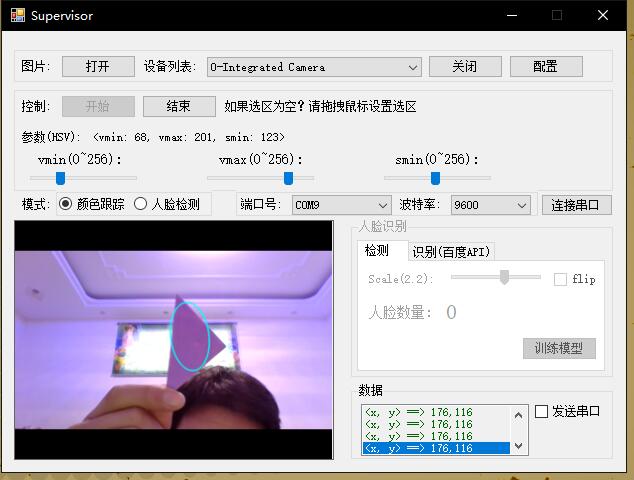 Supervisor
图片: 打开 设备列表: 0-Integrated Camera 关闭 配置
控制: 开始 结束 如果选区为空? 请拖拽鼠标设置选区
参数(HSV): <vmin: 68, vmax: 201, smin: 123>
vmin(0~256): vmax(0~256): smin(0~256):
模式: 颜色跟踪 人脸检测 端口号: COM9 波特率: 9600 连接串口
人脸识别
检测 识别(百度API)
Scale(2.2): flip
人脸数量: 0
训练模型
数据
<x, y> ==> 176,116 发送串口
<x, y> ==> 176,116
<x, y> ==> 176,116
<x, y> ==> 176,116